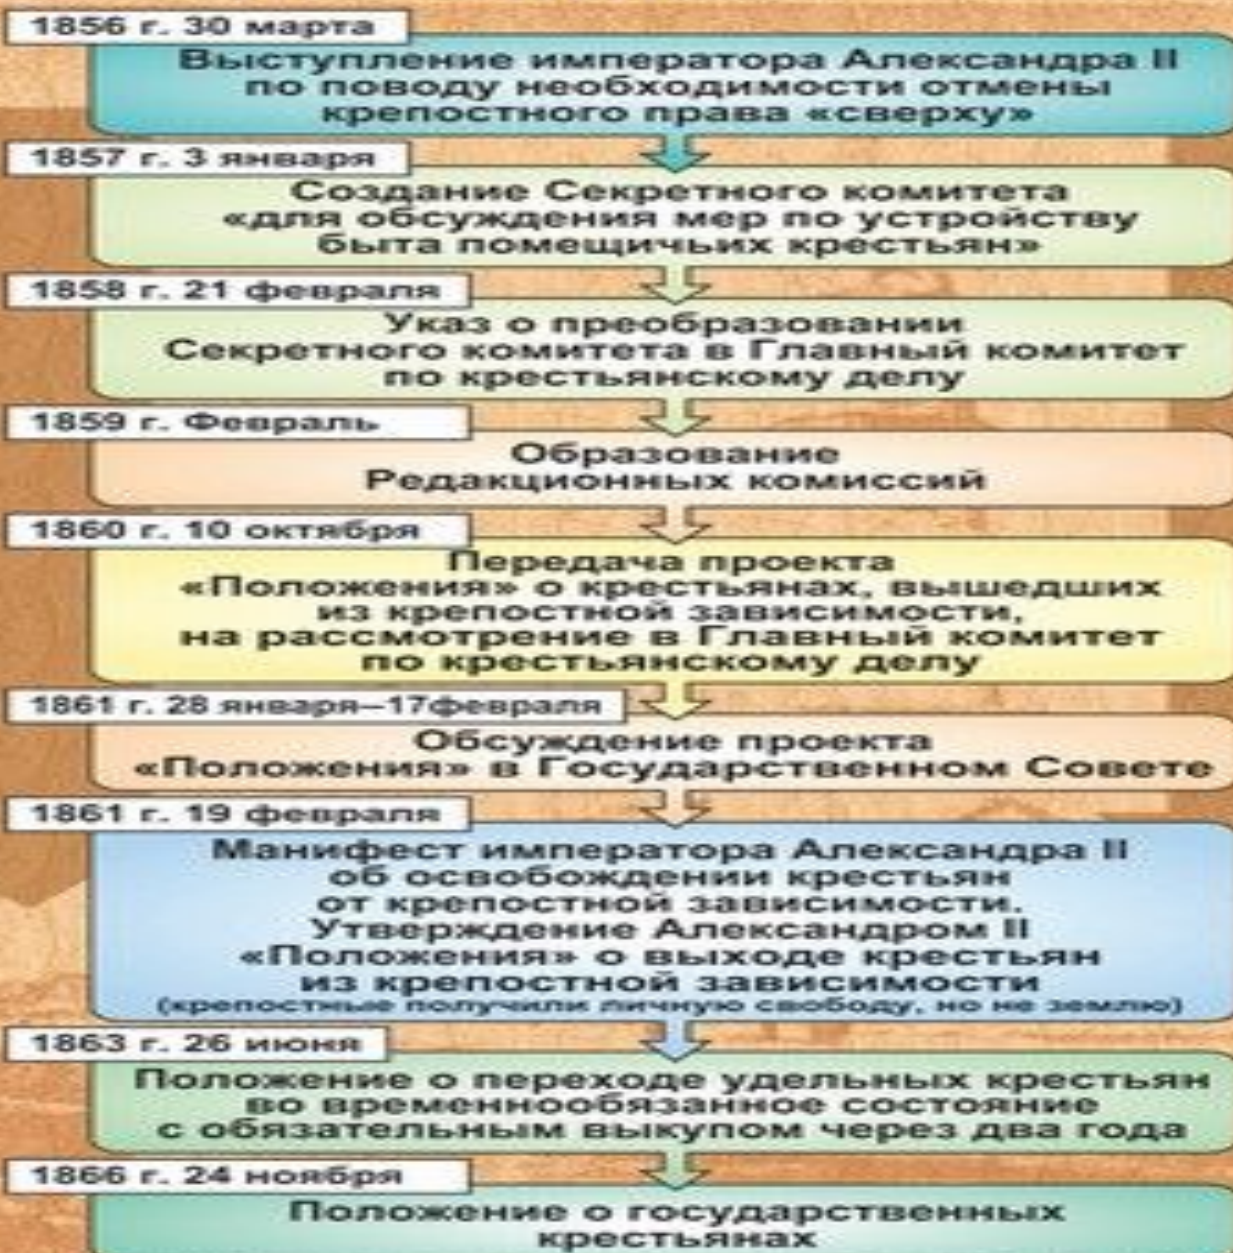 1856 г. 30 марта
Выступление императора Александра II
по поводу необходимости отмены
крепостного права «сверху»
1857 г. 3 января
Создание Секретного комитета
«для обсуждения мер по устройству
быта помещичьих крестьян»
1858 г. 21 февраля
Указ о преобразовании
Секретного комитета в Главный комитет
по крестьянскому делу
1859 г. Февраль
Образование
Редакционных комиссий
1860 г. 10 октября
Передача проекта
«Положения» о крестьянах, вышедших
из крепостной зависимости,
на рассмотрение в Главный комитет
по крестьянскому делу
1861 г. 28 января–17февраля
Обсуждение проекта
«Положения» в Государственном Совете
1861 г. 19 февраля
Манифест императора Александра II
об освобождении крестьян
от крепостной зависимости.
Утверждение Александром II
«Положения» о выходе крестьян
из крепостной зависимости
(крепостные получили личную свободу, но не землю)
1863 г. 26 июня
Положение о переходе удельных крестьян
во временнообязанное состояние
с обязательным выкупом через два года
1866 г. 24 ноября
Положение о государственных
крестьянах